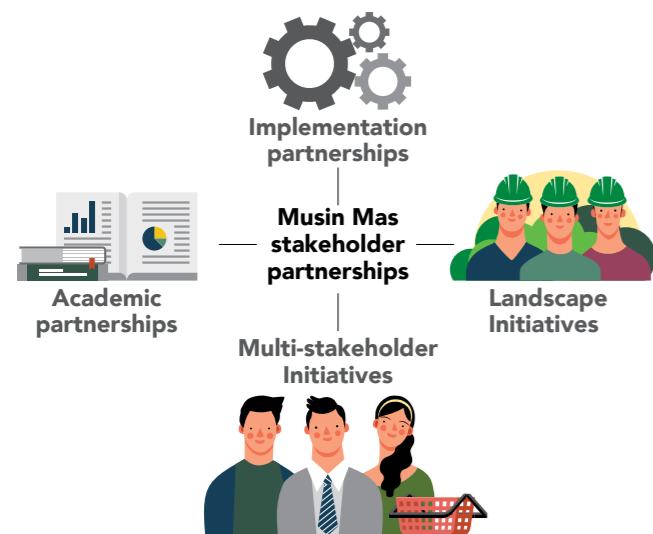 Implementation
partnerships
Musin Mas
stakeholder
partnerships
Academic
partnerships
Landscape
Initiatives
Multi-stakeholder
Initiatives